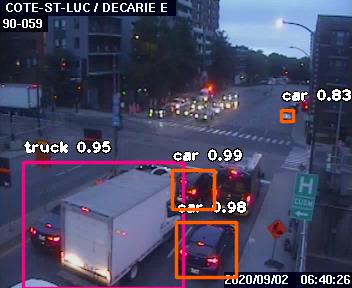 COTE-ST-LUC / DECARIE E
90-059
car 0.83
truck 0.95
car 0.99
car 0.98
H
CUSM
2020/09/02 06:40:26